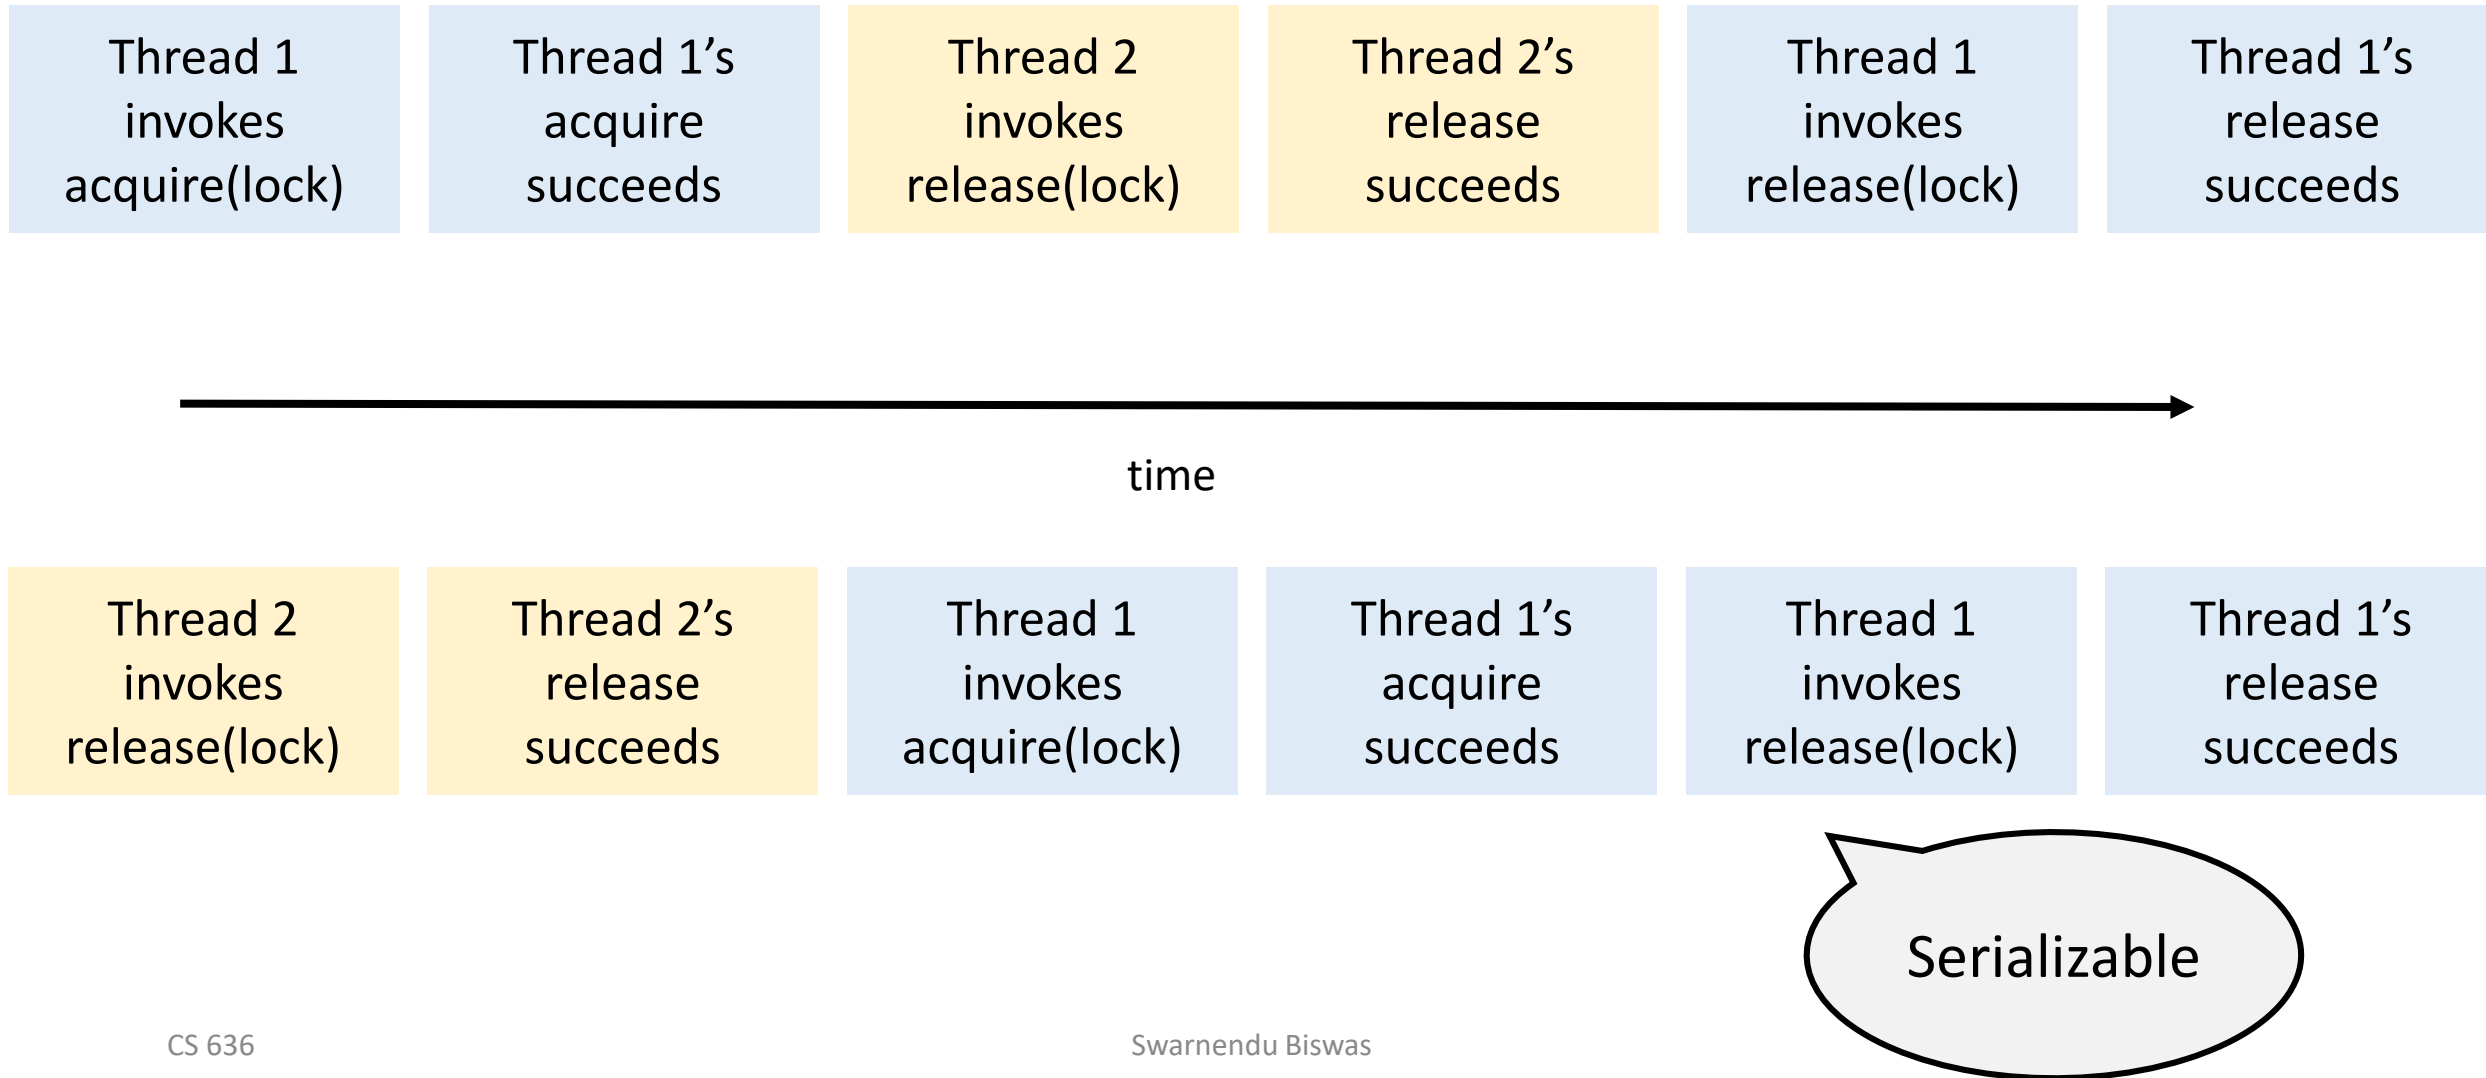 Thread 1
invokes
acquire(lock)
Thread 1’s
acquire
succeeds
Thread 2
invokes
release(lock)
Thread 2’s
release
succeeds
Thread 1
invokes
release(lock)
Thread 1’s
release
succeeds
time
Thread 2
invokes
release(lock)
Thread 2’s
release
succeeds
Thread 1
invokes
acquire(lock)
Thread 1’s
acquire
succeeds
Thread 1
invokes
release(lock)
Thread 1’s
release
succeeds
Serializable
CS 636
Swarnendu Biswas